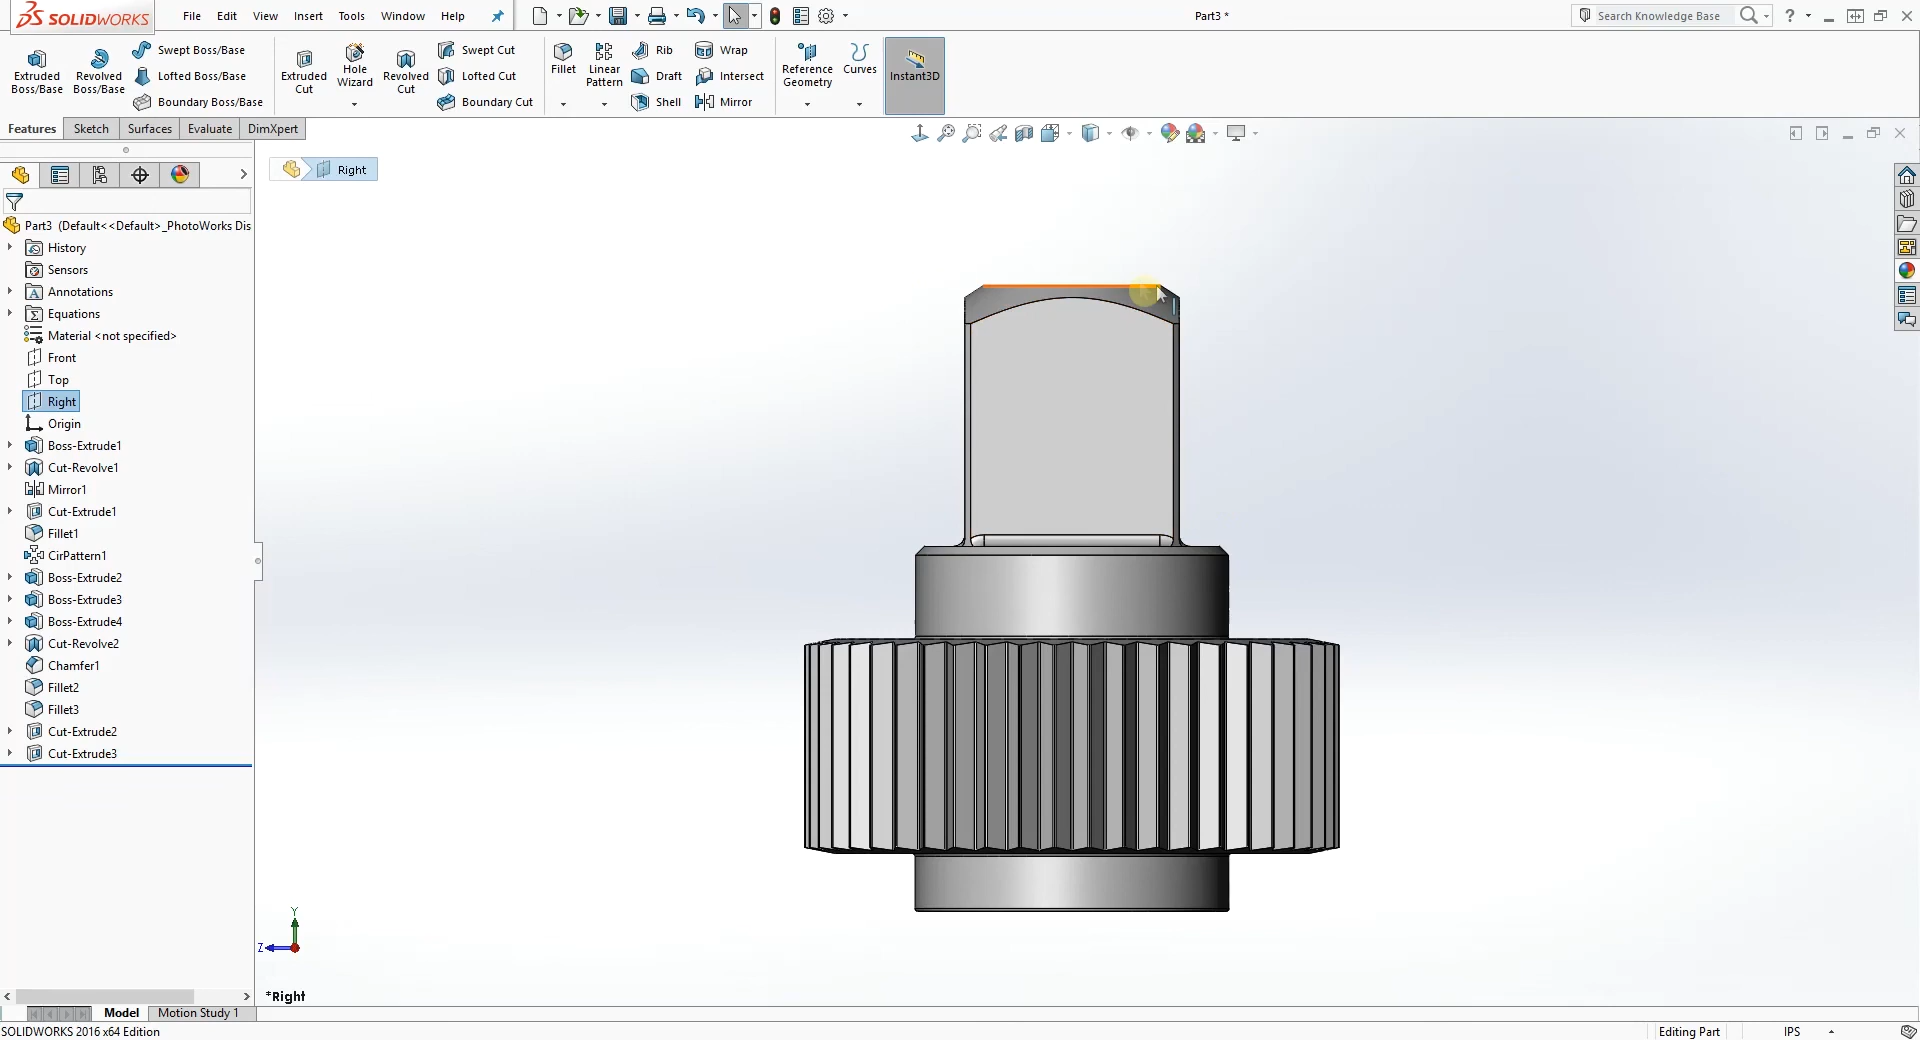 SOLIDWORKS
File Edit View Insert Tools Window Help
Part3 *
Search Knowledge Base
?
Extruded Boss/Base
Revolved Boss/Base
Swept Boss/Base
Lofted Boss/Base
Boundary Boss/Base
Extruded Cut
Hole Wizard
Revolved Cut
Swept Cut
Lofted Cut
Boundary Cut
Fillet
Linear Pattern
Rib
Draft
Shell
Wrap
Intersect
Mirror
Reference Geometry
Curves
Instant3D
Features Sketch Surfaces Evaluate DimXpert
Right
Part3 (Default<<Default>_PhotoWorks Dis
History
Sensors
Annotations
Equations
Material <not specified>
Front
Top
Right
Origin
Boss-Extrude1
Cut-Revolve1
Mirror1
Cut-Extrude1
Fillet1
CirPattern1
Boss-Extrude2
Boss-Extrude3
Boss-Extrude4
Cut-Revolve2
Chamfer1
Fillet2
Fillet3
Cut-Extrude2
Cut-Extrude3
Y
Z
*Right
Model Motion Study 1
SOLIDWORKS 2016 x64 Edition
Editing Part
IPS